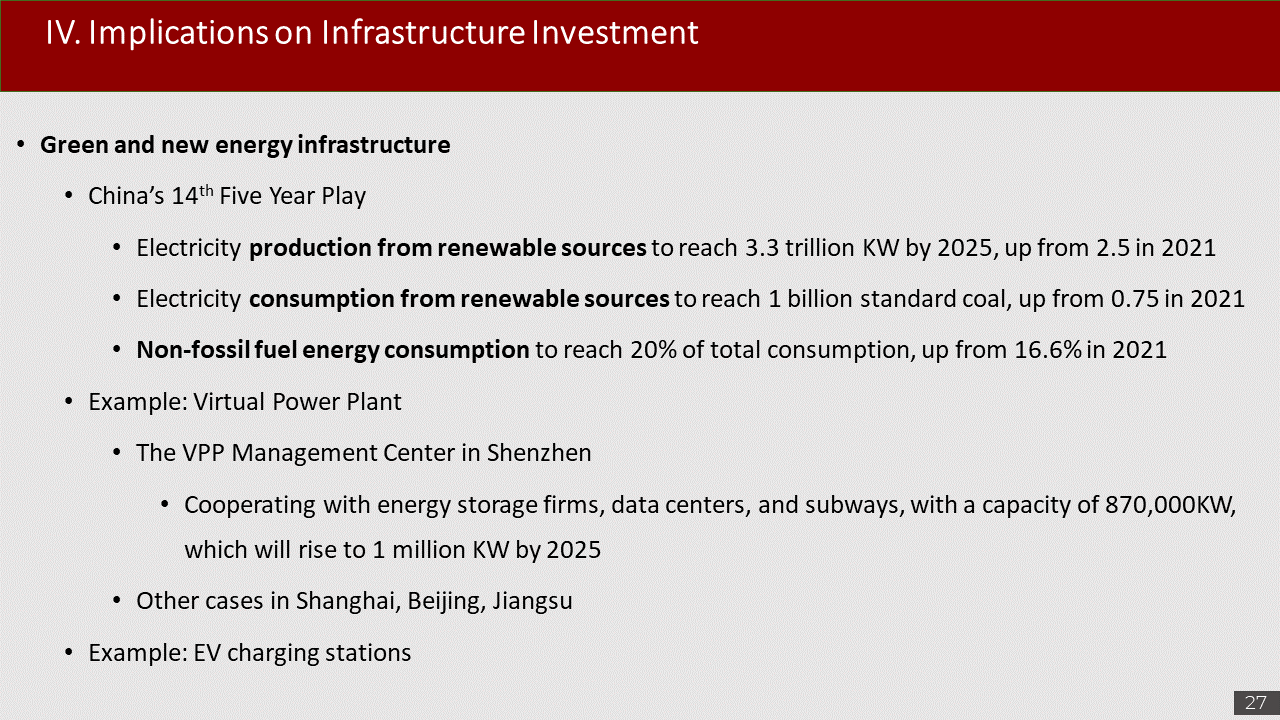 IV. Implications on Infrastructure Investment
• Green and new energy infrastructure
• China's 14th Five Year Play
• Electricity production from renewable sources to reach 3.3 trillion KW by 2025, up from 2.5 in 2021
• Electricity consumption from renewable sources to reach 1 billion standard coal, up from 0.75 in 2021
• Non-fossil fuel energy consumption to reach 20% of total consumption, up from 16.6% in 2021
• Example: Virtual Power Plant
• The VPP Management Center in Shenzhen
• Cooperating with energy storage firms, data centers, and subways, with a capacity of 870,000KW,
which will rise to 1 million KW by 2025
• Other cases in Shanghai, Beijing, Jiangsu
• Example: EV charging stations
27